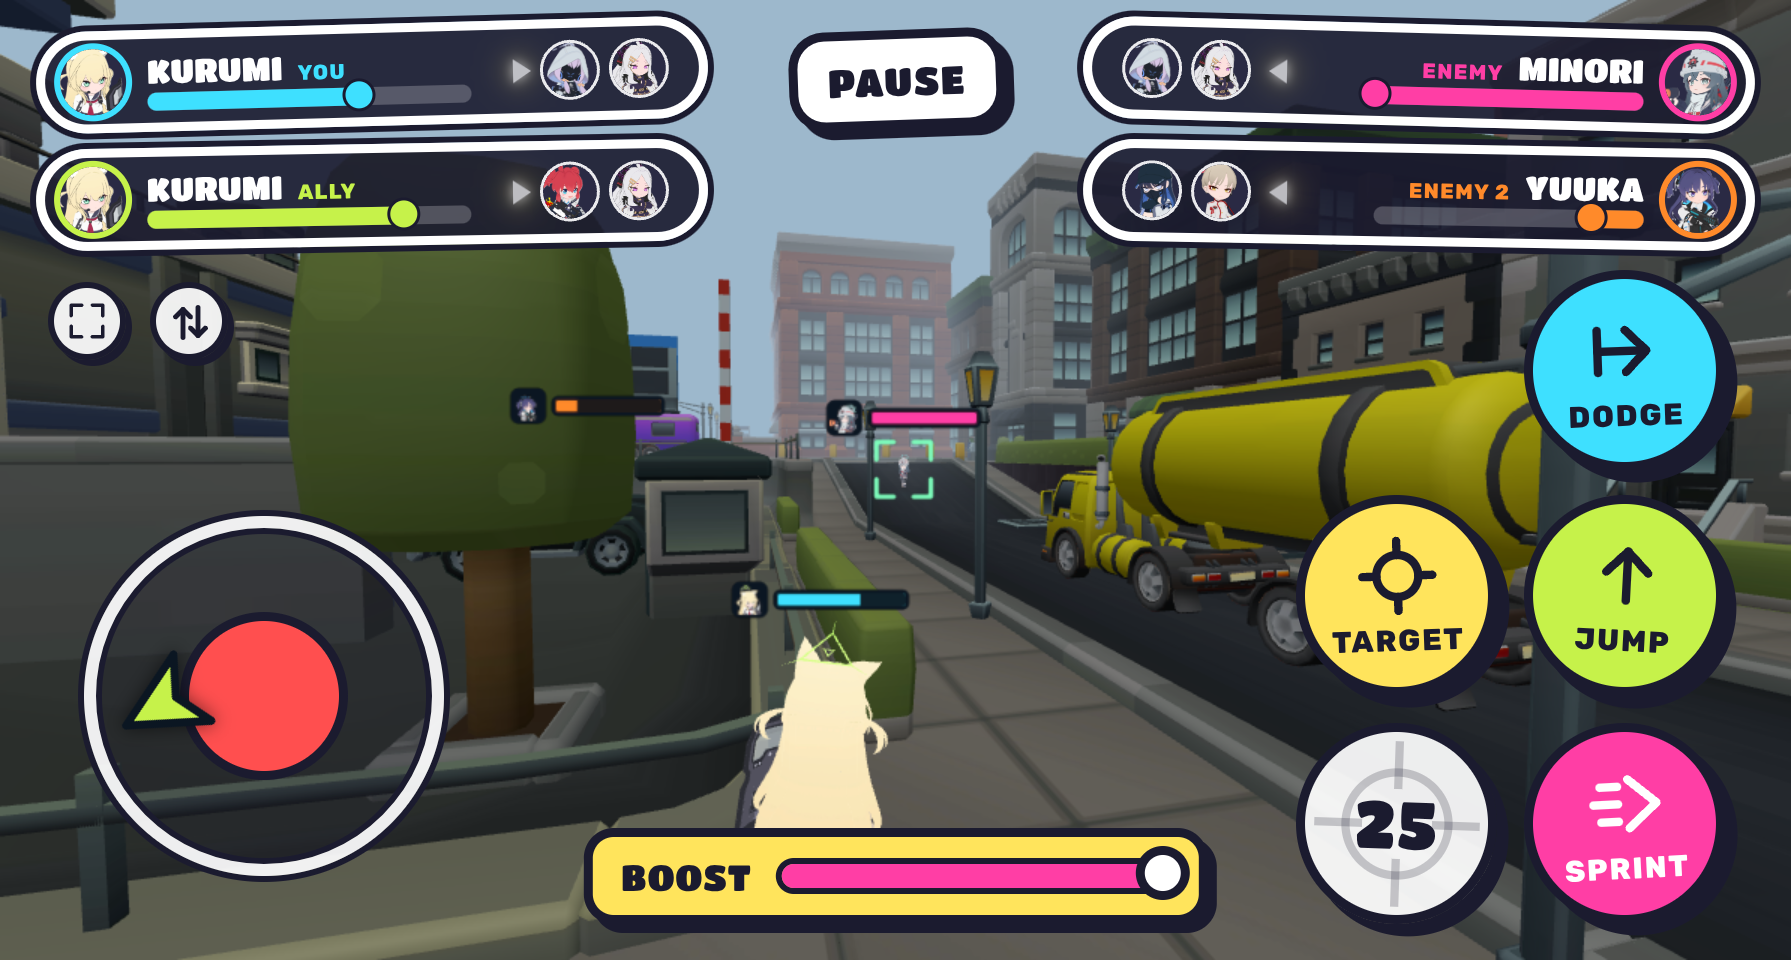 KURUMI YOU
PAUSE
ENEMY MINORI
KURUMI ALLY
ENEMY 2 YUUKA
DODGE
TARGET
JUMP
25
SPRINT
BOOST